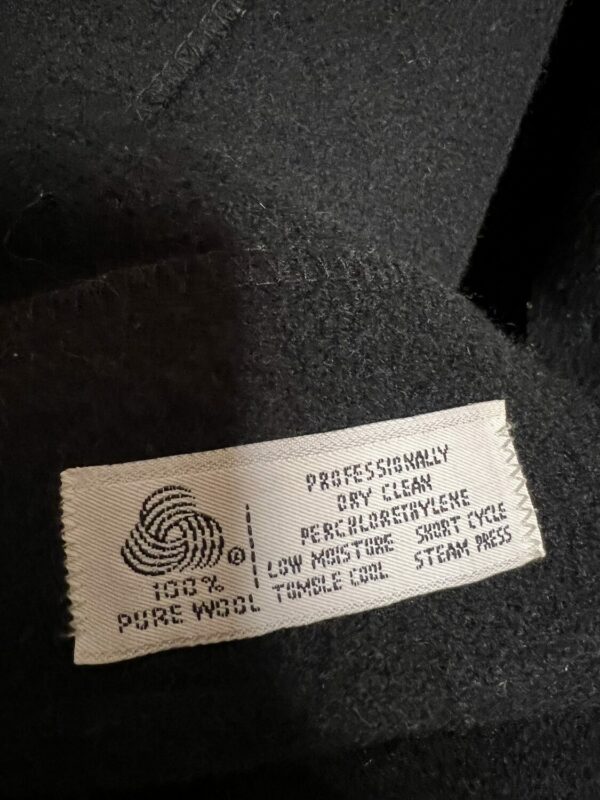 ®
100%
PURE WOOL
PROFESSIONALLY
DRY CLEAN
PERCHLORETHYLENE
LOW MOISTURE SHORT CYCLE
TUMBLE COOL STEAM PRESS